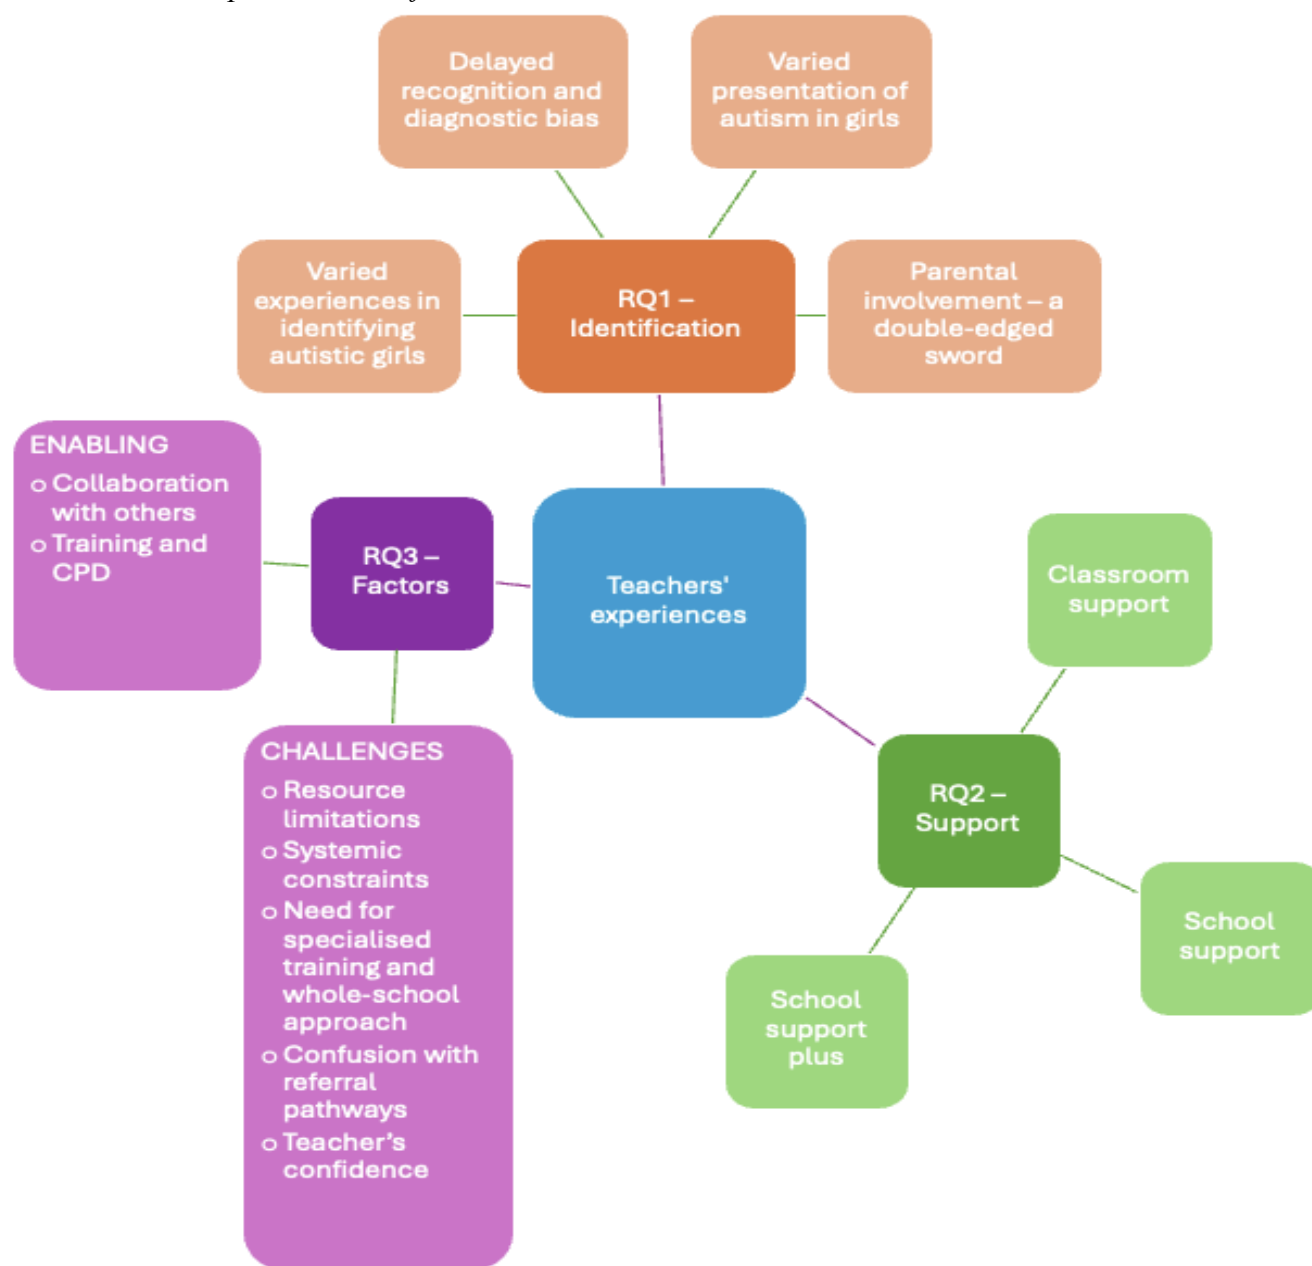 Delayed
recognition and
diagnostic bias
Varied
presentation of
autism in girls
Varied
experiences in
identifying
autistic girls
RQ1 –
Identification
Parental
involvement – a
double-edged
sword
ENABLING
o Collaboration
with others
o Training and
CPD
RQ3 –
Factors
Teachers'
experiences
Classroom
support
CHALLENGES
o Resource
limitations
o Systemic
constraints
o Need for
specialised
training and
whole-school
approach
o Confusion with
referral
pathways
o Teacher’s
confidence
RQ2 –
Support
School
support
School
support
plus